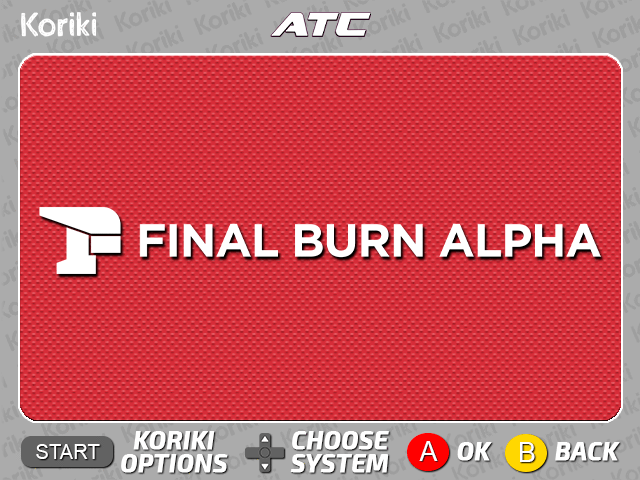 Koriki
ATC
FINAL BURN ALPHA
START
KORIKI
OPTIONS
CHOOSE
SYSTEM
A
OK
B
BACK